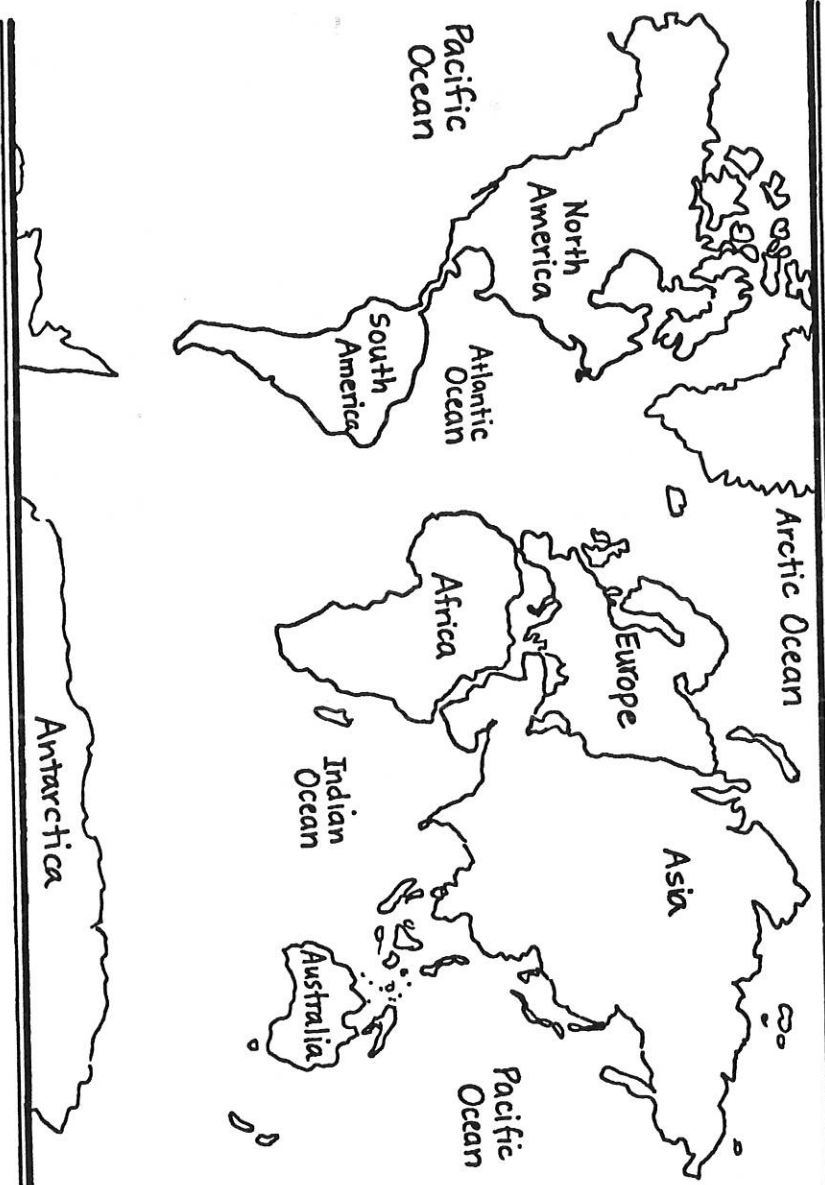 Arctic Ocean
North
America
Europe
Asia
Pacific
Ocean
Atlantic
Ocean
Africa
Pacific
Ocean
South
America
Indian
Ocean
Australia
Antarctica